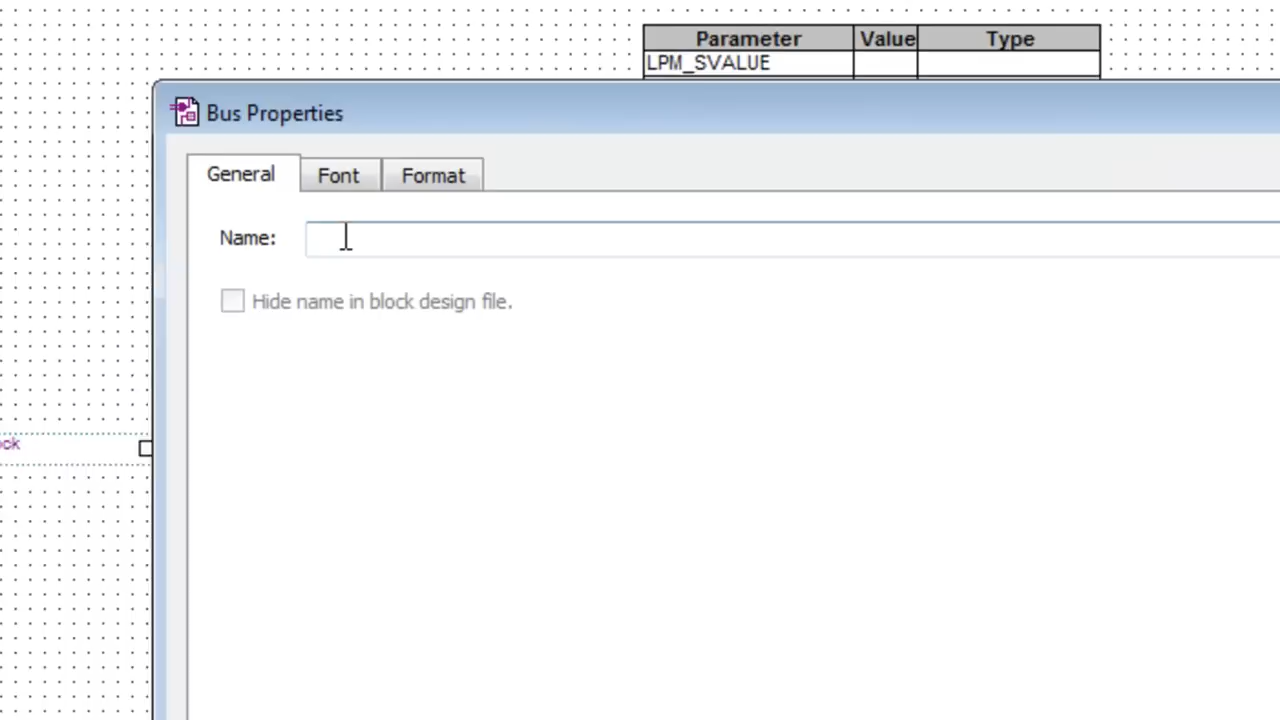 Parameter Value Type
LPM_SVALUE
Bus Properties
General Font Format
Name:
Hide name in block design file.